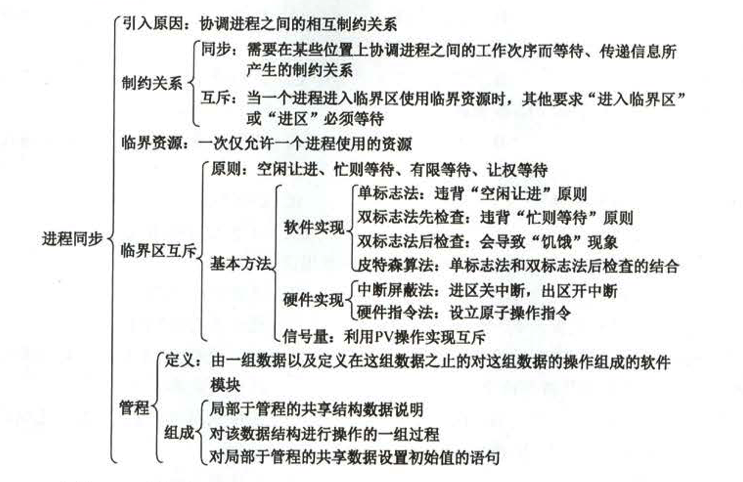 引入原因：协调进程之间的相互制约关系
同步：需要在某些位置上协调进程之间的工作次序而等待、传递信息所
产生的制约关系
制约关系
互斥：当一个进程进入临界区使用临界资源时，其他要求“进入临界区”
或“进区”必须等待
临界资源：一次仅允许一个进程使用的资源
原则：空闲让进、忙则等待、有限等待、让权等待
单标志法：违背“空闲让进”原则
软件实现
双标志法先检查：违背“忙则等待”原则
进程同步
临界区互斥
双标志法后检查：会导致“饥饿”现象
基本方法
皮特森算法：单标志法和双标志法后检查的结合
硬件实现
中断屏蔽法：进区关中断，出区开中断
硬件指令法：设立原子操作指令
信号量：利用PV操作实现互斥
定义：由一组数据以及定义在这组数据之止的对这组数据的操作组成的软件
模块
管程
局部于管程的共享结构数据说明
组成
对该数据结构进行操作的一组过程
对局部于管程的共享数据设置初始值的语句